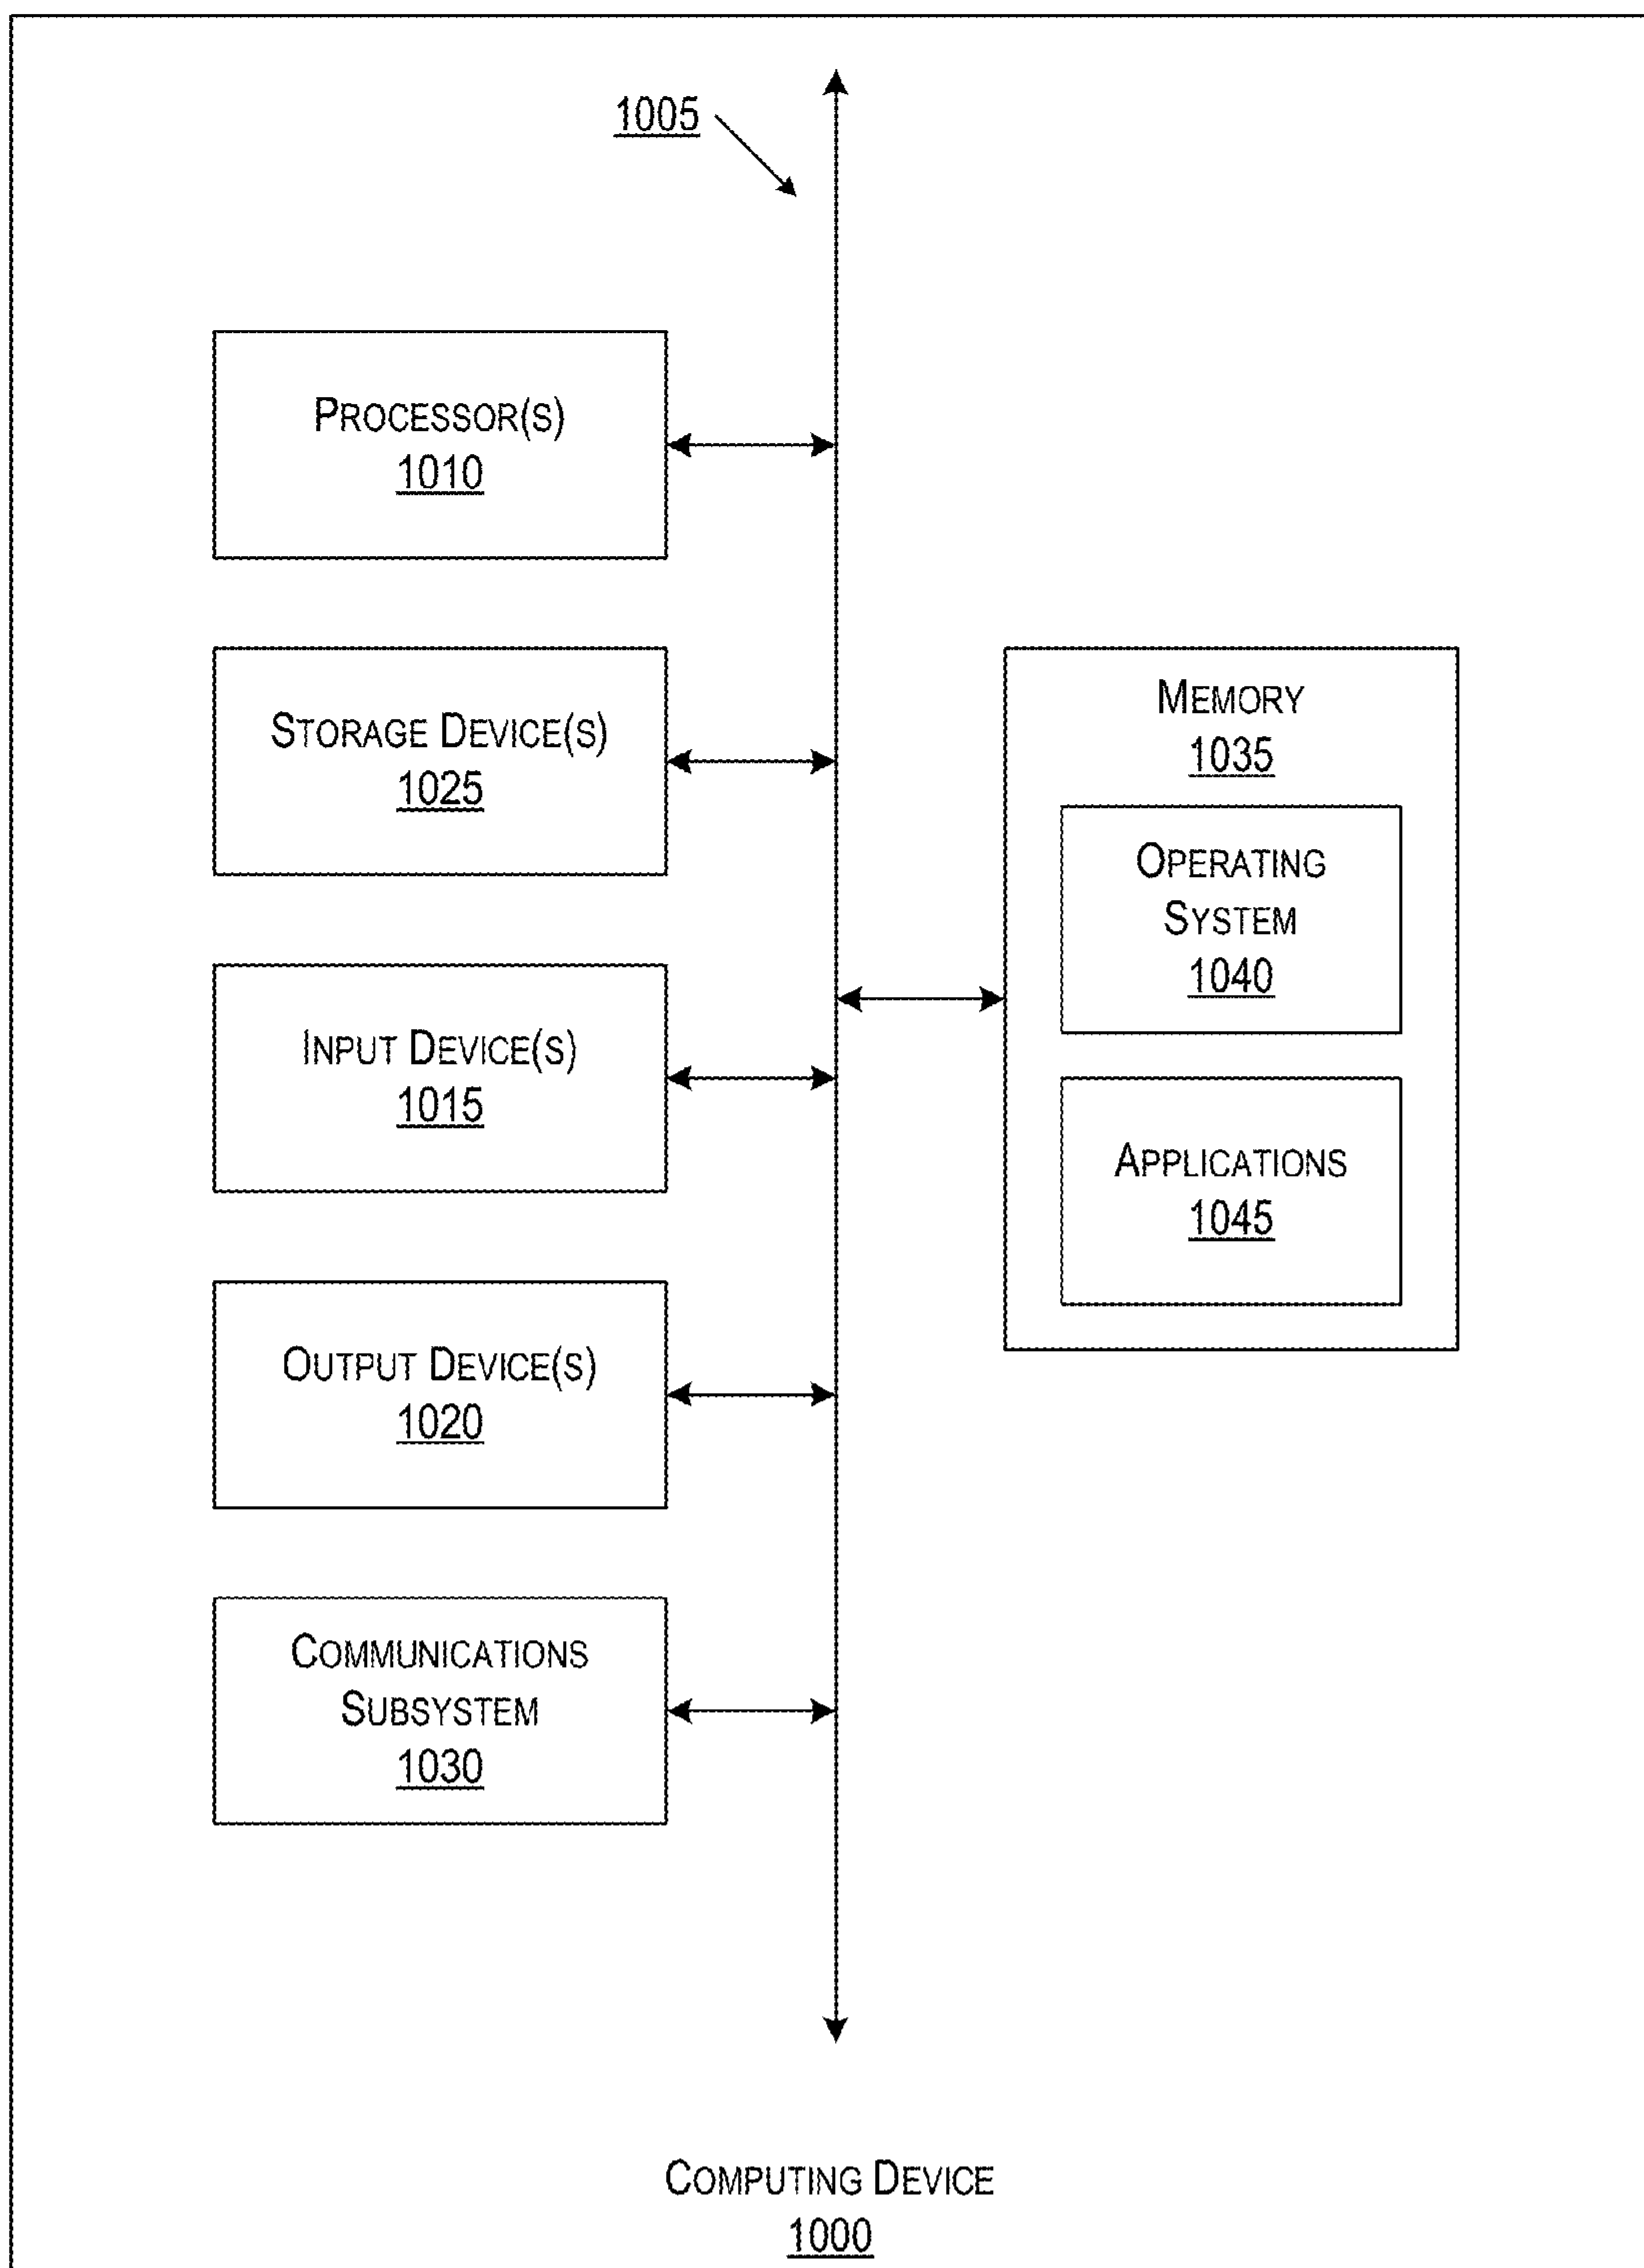 1005
PROCESSOR(S)
1010
STORAGE DEVICE(S)
1025
INPUT DEVICE(S)
1015
OUTPUT DEVICE(S)
1020
COMMUNICATIONS
SUBSYSTEM
1030
MEMORY
1035
OPERATING
SYSTEM
1040
APPLICATIONS
1045
COMPUTING DEVICE
1000